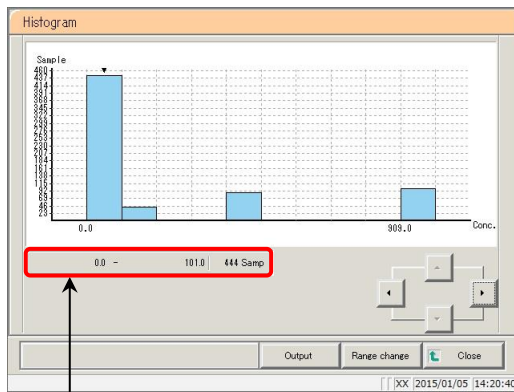 Histogram
Sample
460
437
414
391
368
345
322
299
276
253
230
207
184
161
138
115
92
69
46
23
0.0
909.0
Conc.
0.0 - 101.0 444 Samp
Output
Range change
Close
XX 2015/01/05 14:20:40